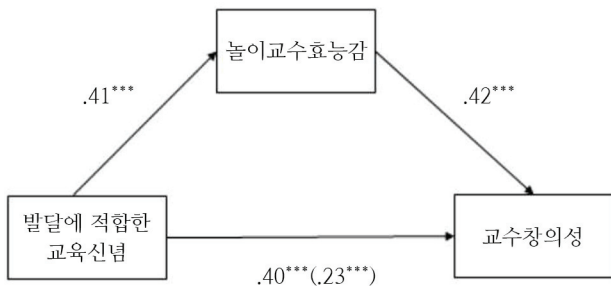 놀이교수효능감
.41***
.42***
발달에 적합한
교육신념
교수창의성
.40***(.23***)